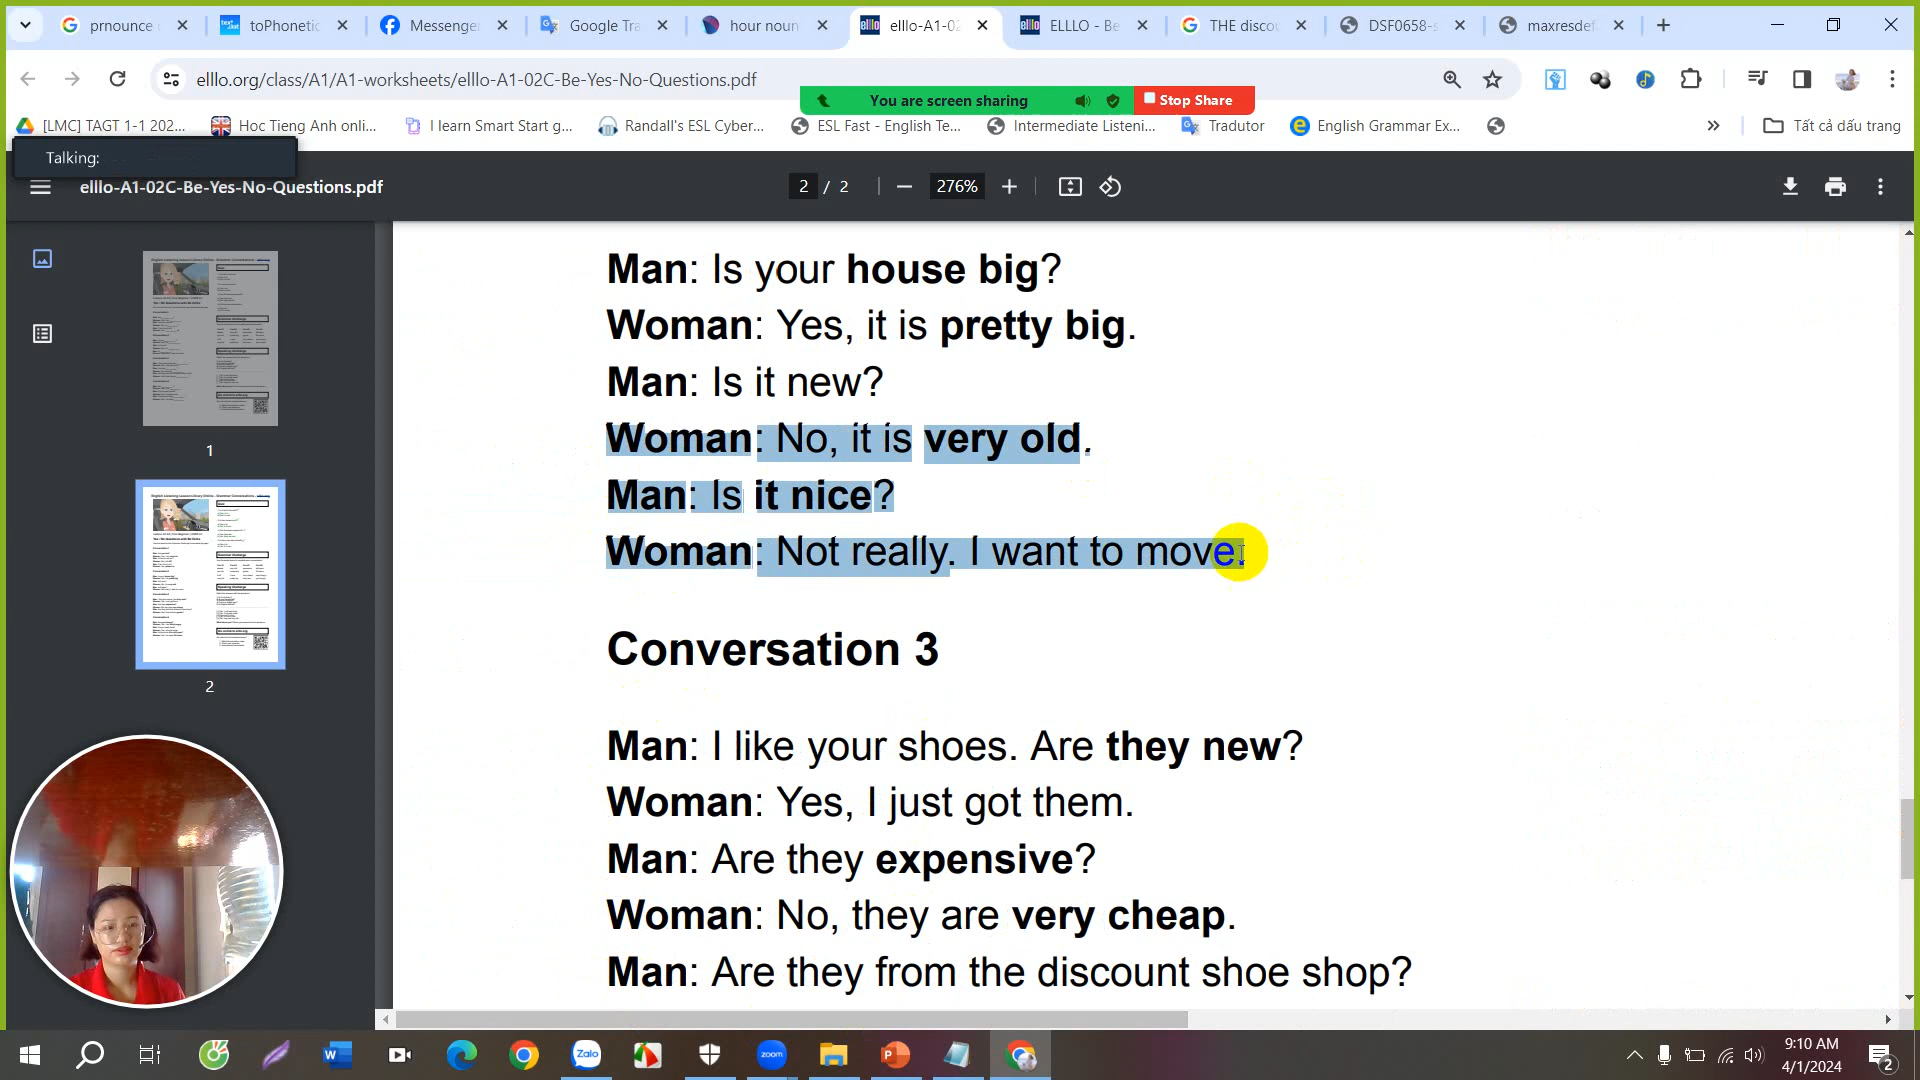 prnounce
toPhonetic
Messenger
Google Tra
hour noun
elllo-A1-02
ELLLO - Be
THE disco
DSF0658-s
maxresdef
elllo.org/class/A1/A1-worksheets/elllo-A1-02C-Be-Yes-No-Questions.pdf
You are screen sharing
Stop Share
[LMC] TAGT 1-1 202...
Hoc Tieng Anh onli...
I learn Smart Start g...
Randall's ESL Cyber...
ESL Fast - English Te...
Intermediate Listeni...
Tradutor
English Grammar Ex...
Tất cả dấu trang
Talking:
elllo-A1-02C-Be-Yes-No-Questions.pdf
2 / 2
276%
Man: Is your house big?
Woman: Yes, it is pretty big.
Man: Is it new?
Woman: No, it is very old.
Man: Is it nice?
Woman: Not really. I want to move.
Conversation 3
Man: I like your shoes. Are they new?
Woman: Yes, I just got them.
Man: Are they expensive?
Woman: No, they are very cheap.
Man: Are they from the discount shoe shop?
1
2
Zalo
zoom
9:10 AM
4/1/2024
2